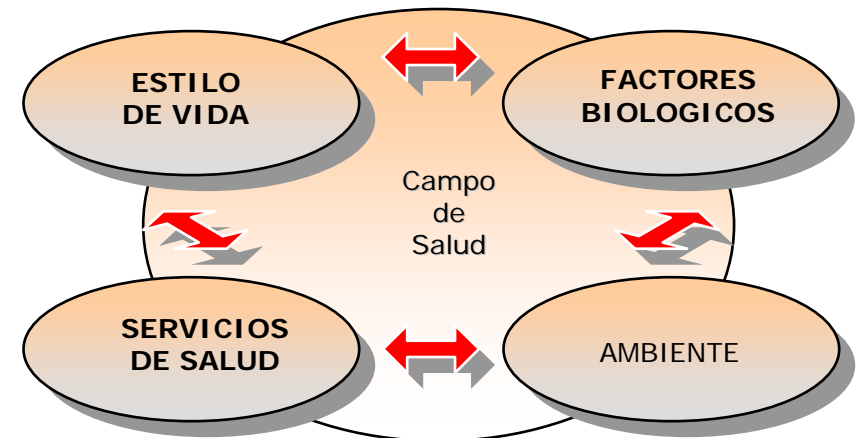 ESTILO
DE VIDA
FACTORES
BIOLOGICOS
Campo
de
Salud
SERVICIOS
DE SALUD
AMBIENTE